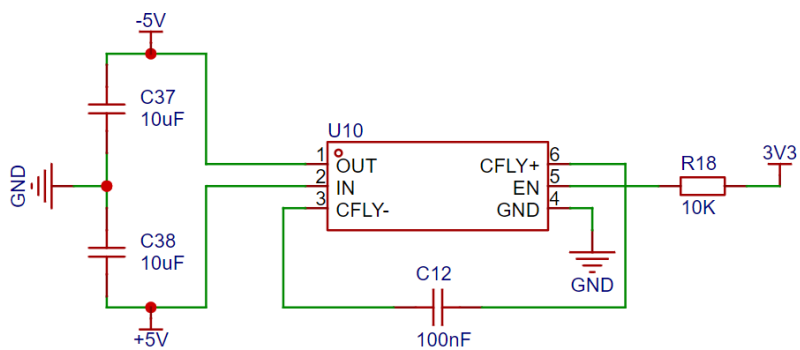 -5V
C37
10uF
GND
C38
10uF
+5V
U10
1
OUT
2
IN
3
CFLY-
CFLY+
6
EN
5
GND
4
R18
10K
3V3
GND
C12
100nF